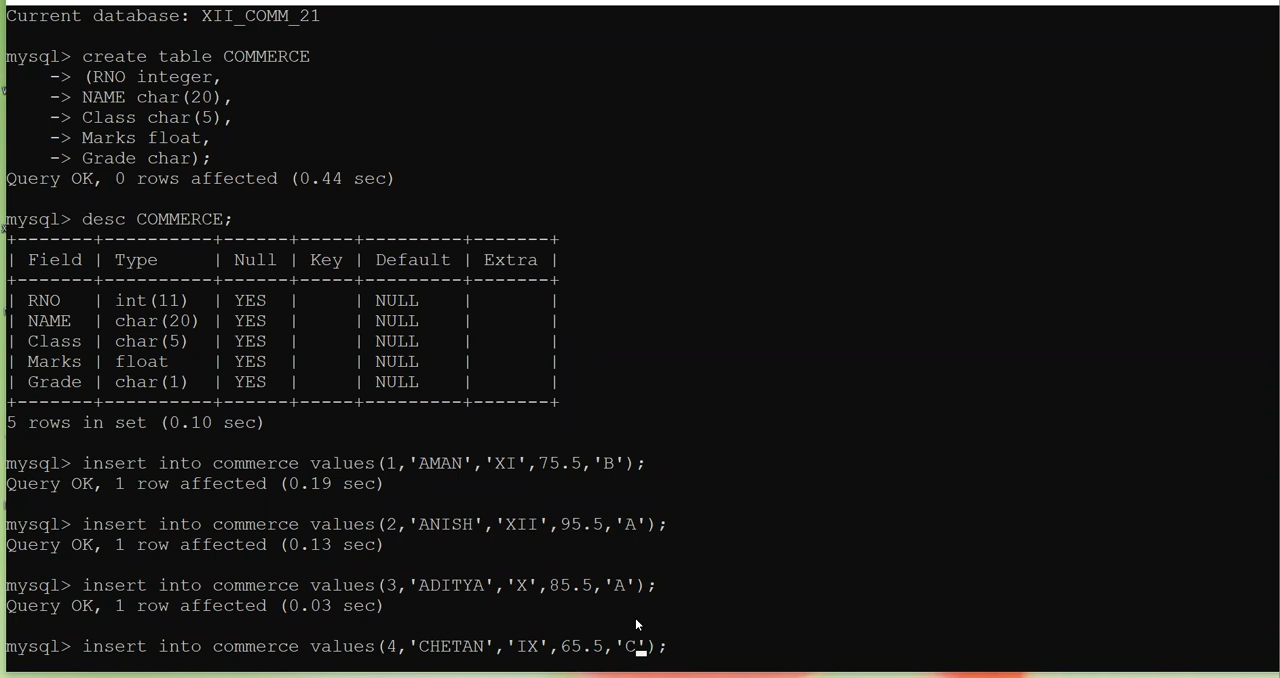 Current database: XII_COMM_21
mysql> create table COMMERCE
-> (RNO integer,
-> NAME char(20),
-> Class char(5),
-> Marks float,
-> Grade char);
Query OK, 0 rows affected (0.44 sec)
mysql> desc COMMERCE;
+-------+----------+------+-----+---------+-------+
| Field | Type     | Null | Key | Default | Extra |
+-------+----------+------+-----+---------+-------+
| RNO   | int(11)  | YES  |     | NULL    |       |
| NAME  | char(20) | YES  |     | NULL    |       |
| Class | char(5)  | YES  |     | NULL    |       |
| Marks | float    | YES  |     | NULL    |       |
| Grade | char(1)  | YES  |     | NULL    |       |
+-------+----------+------+-----+---------+-------+
5 rows in set (0.10 sec)
mysql> insert into commerce values(1,'AMAN','XI',75.5,'B');
Query OK, 1 row affected (0.19 sec)
mysql> insert into commerce values(2,'ANISH','XII',95.5,'A');
Query OK, 1 row affected (0.13 sec)
mysql> insert into commerce values(3,'ADITYA','X',85.5,'A');
Query OK, 1 row affected (0.03 sec)
mysql> insert into commerce values(4,'CHETAN','IX',65.5,'C');